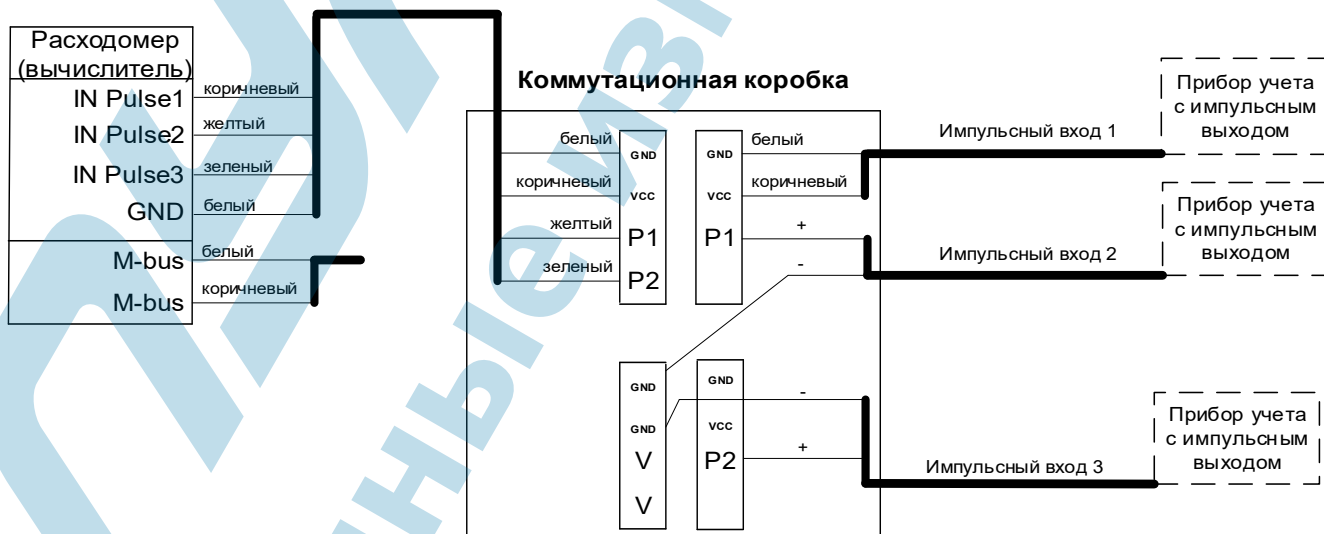 Расходомер
(вычислитель)
IN Pulse1
коричневый
IN Pulse2
желтый
IN Pulse3
зеленый
GND
белый
M-bus
белый
M-bus
коричневый
Коммутационная коробка
белый
GND
коричневый
VCC
желтый
P1
зеленый
P2
GND
белый
VCC
коричневый
P1
+
-
GND
GND
V
V
GND
VCC
P2
-
+
Импульсный вход 1
Прибор учета
с импульсным
выходом
Импульсный вход 2
Прибор учета
с импульсным
выходом
Импульсный вход 3
Прибор учета
с импульсным
выходом
ные из